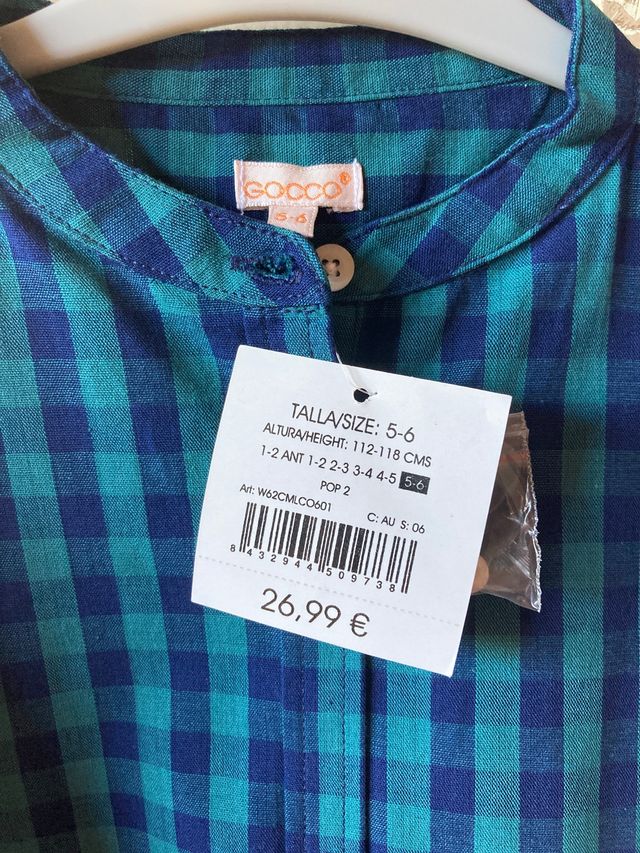 GOCCO®
5-6
TALLA/SIZE: 5-6
ALTURA/HEIGHT: 112-118 CMS
1-2 ANT 1-2 2-3 3-4 4-5 5-6
POP 2
Art: W62CMLCO601 C: AU S: 06
8432944509738
26,99 €